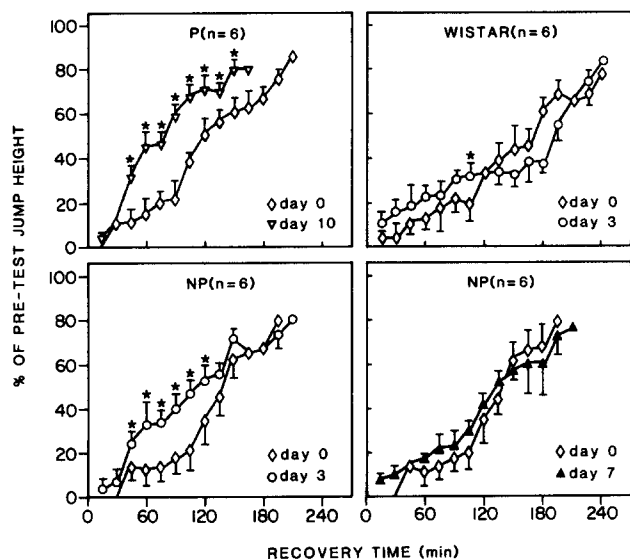 P(n=6)
80
60
40
20
0
day 0
day 10
WISTAR(n=6)
day 0
day 3
% OF PRE-TEST JUMP HEIGHT
NP(n=6)
100
80
60
40
20
0
day 0
day 3
0 60 120 180 240
NP(n=6)
day 0
day 7
0 60 120 180 240
RECOVERY TIME (min)